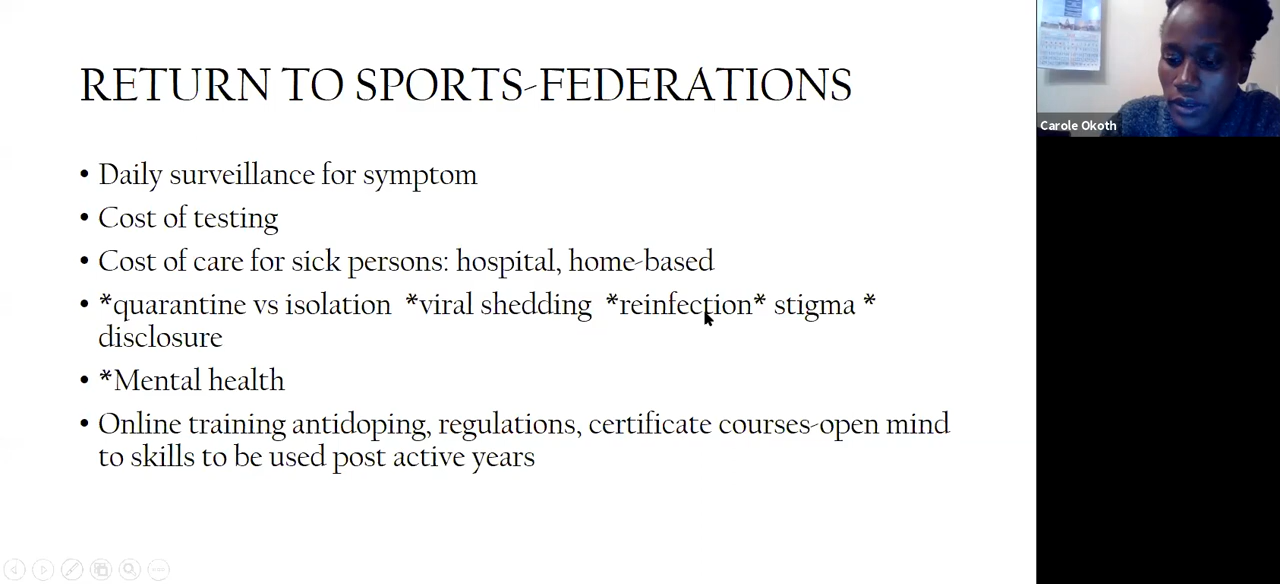 RETURN TO SPORTS-FEDERATIONS
• Daily surveillance for symptom
• Cost of testing
• Cost of care for sick persons: hospital, home-based
• *quarantine vs isolation *viral shedding *reinfection* stigma *
disclosure
• *Mental health
• Online training antidoping, regulations, certificate courses-open mind
to skills to be used post active years
Carole Okoth